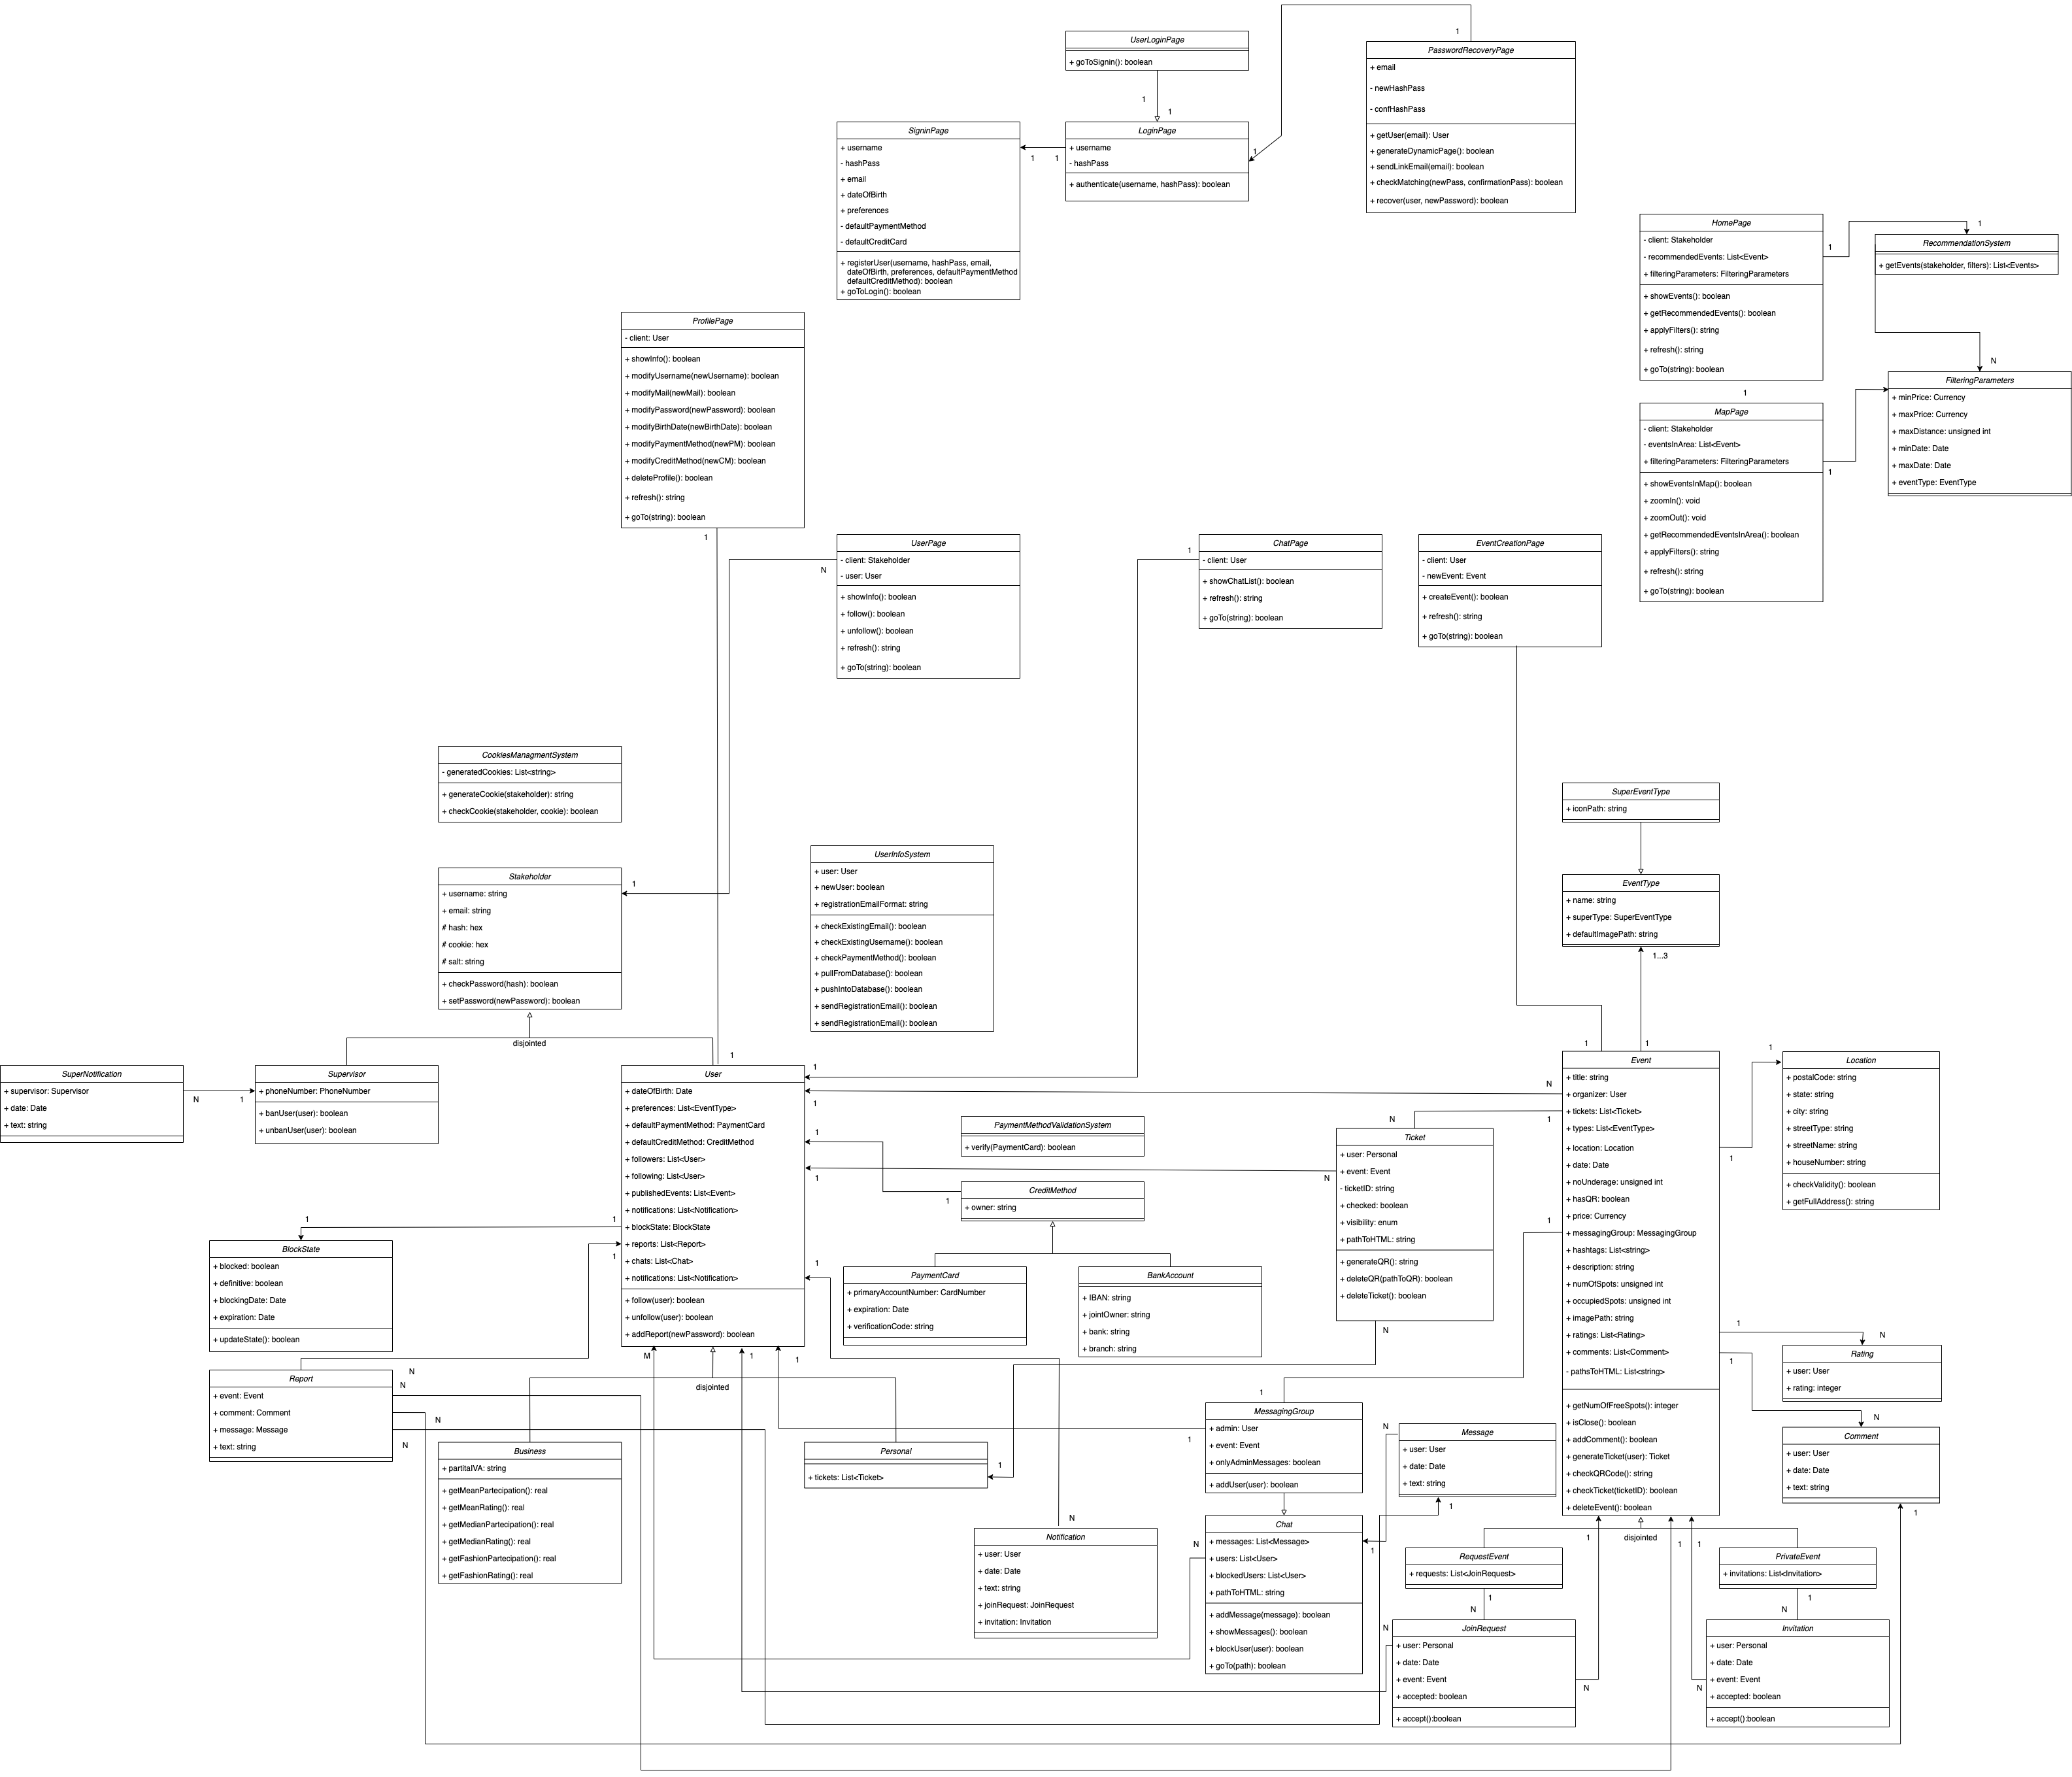 UserLoginPage
+ goToSignin(): boolean
1
1
1
PasswordRecoveryPage
+ email
- newHashPass
- confHashPass
+ getUser(email): User
+ generateDynamicPage(): boolean
+ sendLinkEmail(email): boolean
+ checkMatching(newPass, confirmationPass): boolean
+ recover(user, newPassword): boolean
SigninPage
+ username
- hashPass
+ email
+ dateOfBirth
+ preferences
- defaultPaymentMethod
- defaultCreditCard
+ registerUser(username, hashPass, email,
dateOfBirth, preferences, defaultPaymentMethod
defaultCreditMethod): boolean
+ goToLogin(): boolean
1
1
LoginPage
+ username
- hashPass
+ authenticate(username, hashPass): boolean
1
HomePage
- client: Stakeholder
- recommendedEvents: List<Event>
+ filteringParameters: FilteringParameters
+ showEvents(): boolean
+ getRecommendedEvents(): boolean
+ applyFilters(): string
+ refresh(): string
+ goTo(string): boolean
1
1
1
RecommendationSystem
+ getEvents(stakeholder, filters): List<Events>
N
FilteringParameters
+ minPrice: Currency
+ maxPrice: Currency
+ maxDistance: unsigned int
+ minDate: Date
+ maxDate: Date
+ eventType: EventType
MapPage
- client: Stakeholder
- eventsInArea: List<Event>
+ filteringParameters: FilteringParameters
+ showEventsInMap(): boolean
+ zoomIn(): void
+ zoomOut(): void
+ getRecommendedEventsInArea(): boolean
+ applyFilters(): string
+ refresh(): string
+ goTo(string): boolean
1
ProfilePage
- client: User
+ showInfo(): boolean
+ modifyUsername(newUsername): boolean
+ modifyMail(newMail): boolean
+ modifyPassword(newPassword): boolean
+ modifyBirthDate(newBirthDate): boolean
+ modifyPaymentMethod(newPM): boolean
+ modifyCreditMethod(newCM): boolean
+ deleteProfile(): boolean
+ refresh(): string
+ goTo(string): boolean
1
UserPage
- client: Stakeholder
- user: User
+ showInfo(): boolean
+ follow(): boolean
+ unfollow(): boolean
+ refresh(): string
+ goTo(string): boolean
N
ChatPage
- client: User
+ showChatList(): boolean
+ refresh(): string
+ goTo(string): boolean
1
EventCreationPage
- client: User
- newEvent: Event
+ createEvent(): boolean
+ refresh(): string
+ goTo(string): boolean
CookiesManagmentSystem
- generatedCookies: List<string>
+ generateCookie(stakeholder): string
+ checkCookie(stakeholder, cookie): boolean
Stakeholder
+ username: string
+ email: string
# hash: hex
# cookie: hex
# salt: string
+ checkPassword(hash): boolean
+ setPassword(newPassword): boolean
1
disjointed
UserInfoSystem
+ user: User
+ newUser: boolean
+ registrationEmailFormat: string
+ checkExistingEmail(): boolean
+ checkExistingUsername(): boolean
+ checkPaymentMethod(): boolean
+ pullFromDatabase(): boolean
+ pushIntoDatabase(): boolean
+ sendRegistrationEmail(): boolean
+ sendRegistrationEmail(): boolean
SuperEventType
+ iconPath: string
EventType
+ name: string
+ superType: SuperEventType
+ defaultImagePath: string
1...3
1
1
SuperNotification
+ supervisor: Supervisor
+ date: Date
+ text: string
N
1
Supervisor
+ phoneNumber: PhoneNumber
+ banUser(user): boolean
+ unbanUser(user): boolean
1
User
+ dateOfBirth: Date
+ preferences: List<EventType>
+ defaultPaymentMethod: PaymentCard
+ defaultCreditMethod: CreditMethod
+ followers: List<User>
+ following: List<User>
+ publishedEvents: List<Event>
+ notifications: List<Notification>
+ blockState: BlockState
+ reports: List<Report>
+ chats: List<Chat>
+ notifications: List<Notification>
+ follow(user): boolean
+ unfollow(user): boolean
+ addReport(newPassword): boolean
1
1
1
1
1
1
1
M
1
1
disjointed
PaymentMethodValidationSystem
+ verify(PaymentCard): boolean
CreditMethod
+ owner: string
1
PaymentCard
+ primaryAccountNumber: CardNumber
+ expiration: Date
+ verificationCode: string
BankAccount
+ IBAN: string
+ jointOwner: string
+ bank: string
+ branch: string
Ticket
+ user: Personal
+ event: Event
- ticketID: string
+ checked: boolean
+ visibility: enum
+ pathToHTML: string
+ generateQR(): string
+ deleteQR(pathToQR): boolean
+ deleteTicket(): boolean
N
N
N
Event
+ title: string
+ organizer: User
+ tickets: List<Ticket>
+ types: List<EventType>
+ location: Location
+ date: Date
+ noUnderage: unsigned int
+ hasQR: boolean
+ price: Currency
+ messagingGroup: MessagingGroup
+ hashtags: List<string>
+ description: string
+ numOfSpots: unsigned int
+ occupiedSpots: unsigned int
+ imagePath: string
+ ratings: List<Rating>
+ comments: List<Comment>
- pathsToHTML: List<string>
+ getNumOfFreeSpots(): integer
+ isClose(): boolean
+ addComment(): boolean
+ generateTicket(user): Ticket
+ checkQRCode(): string
+ checkTicket(ticketID): boolean
+ deleteEvent(): boolean
N
1
1
1
1
1
1
1
1
disjointed
Location
+ postalCode: string
+ state: string
+ city: string
+ streetType: string
+ streetName: string
+ houseNumber: string
+ checkValidity(): boolean
+ getFullAddress(): string
1
Rating
+ user: User
+ rating: integer
N
Comment
+ user: User
+ date: Date
+ text: string
N
1
BlockState
+ blocked: boolean
+ definitive: boolean
+ blockingDate: Date
+ expiration: Date
+ updateState(): boolean
1
Report
+ event: Event
+ comment: Comment
+ message: Message
+ text: string
N
N
N
N
Business
+ partitaIVA: string
+ getMeanPartecipation(): real
+ getMeanRating(): real
+ getMedianPartecipation(): real
+ getMedianRating(): real
+ getFashionPartecipation(): real
+ getFashionRating(): real
Personal
+ tickets: List<Ticket>
1
Notification
+ user: User
+ date: Date
+ text: string
+ joinRequest: JoinRequest
+ invitation: Invitation
N
MessagingGroup
+ admin: User
+ event: Event
+ onlyAdminMessages: boolean
+ addUser(user): boolean
1
1
Message
+ user: User
+ date: Date
+ text: string
N
1
Chat
+ messages: List<Message>
+ users: List<User>
+ blockedUsers: List<User>
+ pathToHTML: string
+ addMessage(message): boolean
+ showMessages(): boolean
+ blockUser(user): boolean
+ goTo(path): boolean
N
1
RequestEvent
+ requests: List<JoinRequest>
1
N
JoinRequest
+ user: Personal
+ date: Date
+ event: Event
+ accepted: boolean
+ accept():boolean
N
N
PrivateEvent
+ invitations: List<Invitation>
1
N
Invitation
+ user: Personal
+ date: Date
+ event: Event
+ accepted: boolean
+ accept():boolean
N